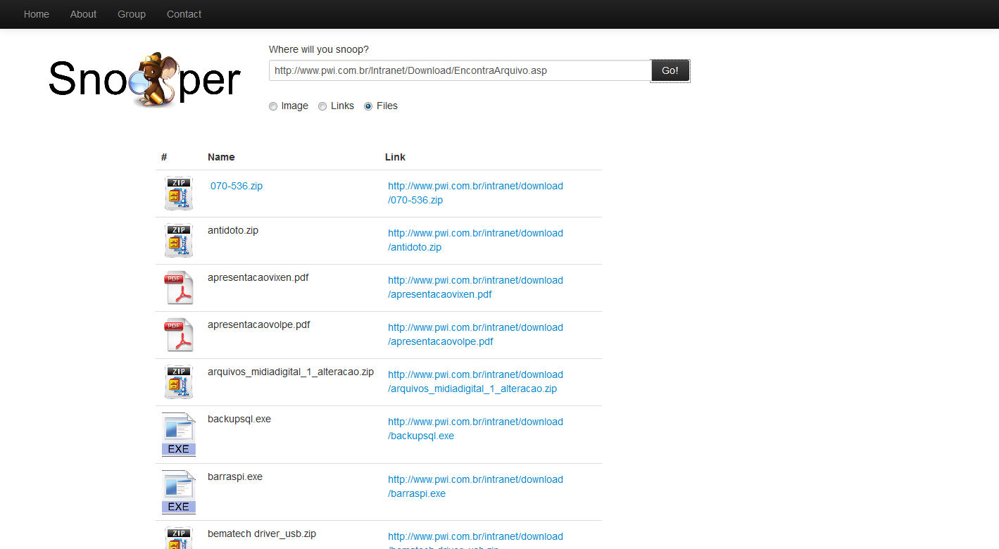 Home About Group Contact
Snooper
Where will you snoop?
http://www.pwi.com.br/Intranet/Download/EncontraArquivo.asp Go!
Image Links Files
# Name Link
ZIP 070-536.zip http://www.pwi.com.br/intranet/download
/070-536.zip
ZIP antidoto.zip http://www.pwi.com.br/intranet/download
/antidoto.zip
PDF apresentacaovixen.pdf http://www.pwi.com.br/intranet/download
/apresentacaovixen.pdf
PDF apresentacaovolpe.pdf http://www.pwi.com.br/intranet/download
/apresentacaovolpe.pdf
ZIP arquivos_midiadigital_1_alteracao.zip http://www.pwi.com.br/intranet/download
/arquivos_midiadigital_1_alteracao.zip
backupsql.exe http://www.pwi.com.br/intranet/download
/backupsql.exe
EXE
barraspi.exe http://www.pwi.com.br/intranet/download
/barraspi.exe
EXE
ZIP bematech driver_usb.zip http://www.pwi.com.br/intranet/download
/bematech driver_usb.zip